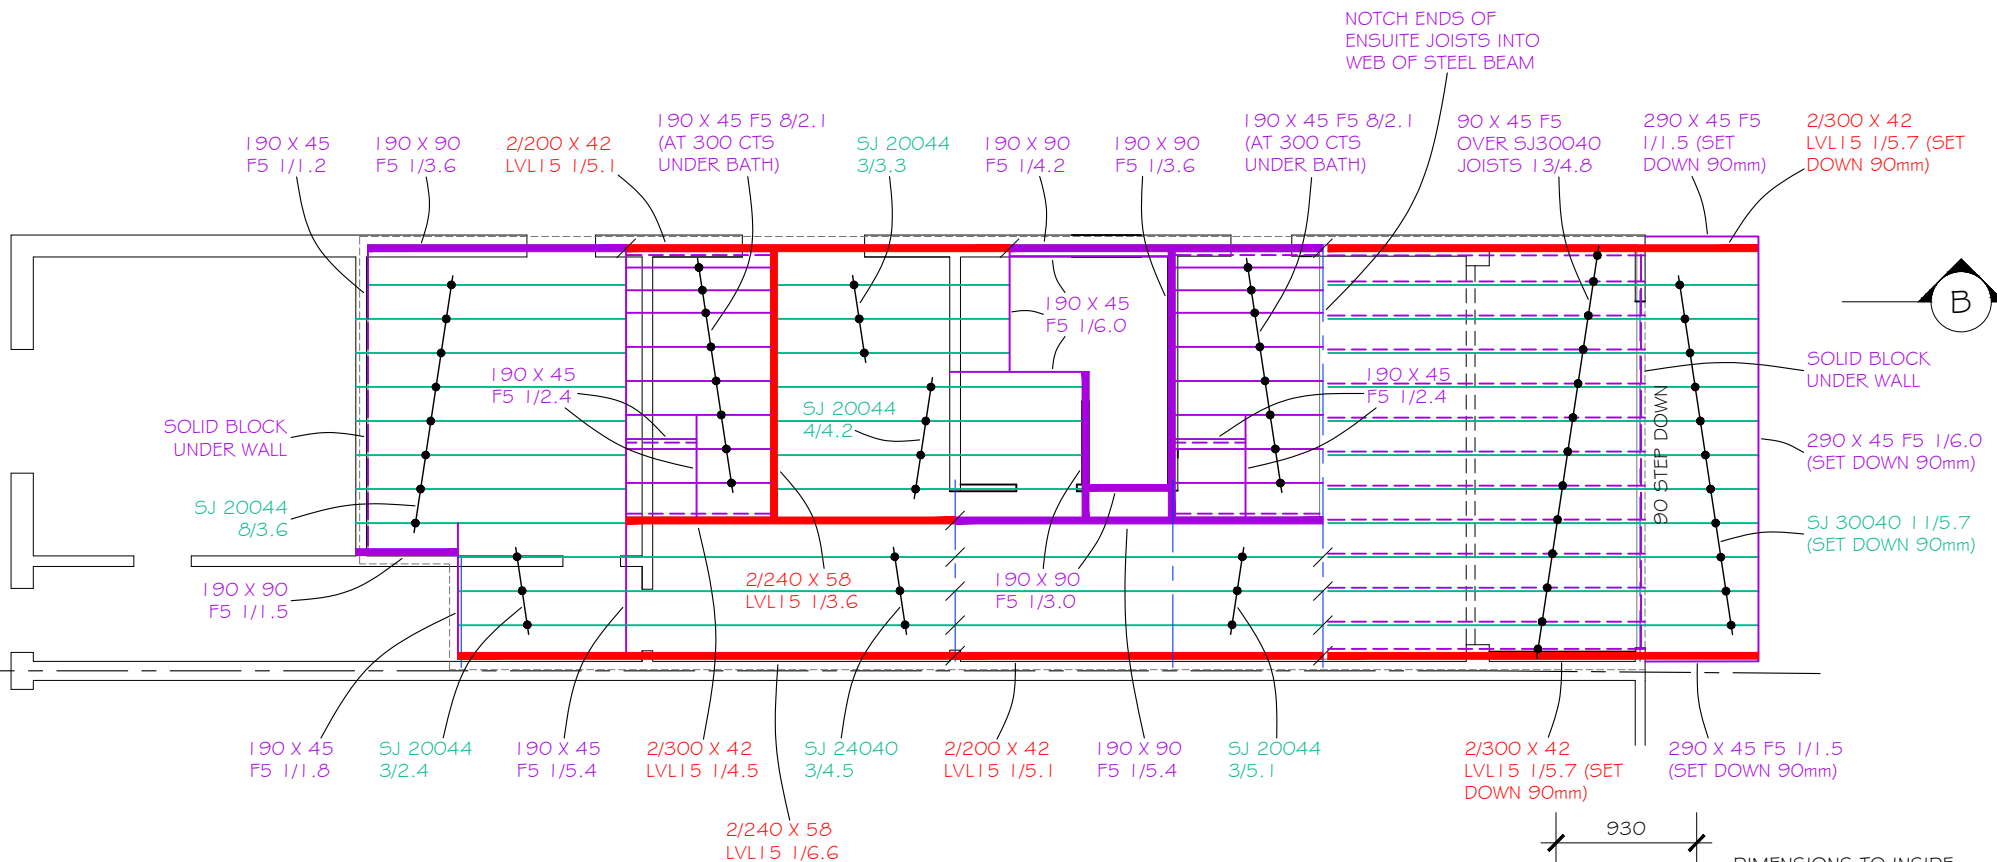 NOTCH ENDS OF
ENSUITE JOISTS INTO
WEB OF STEEL BEAM
190 X 45
F5 1/1.2
190 X 90
F5 1/3.6
2/200 X 42
LVL15 1/5.1
190 X 45 F5 8/2.1
(AT 300 CTS
UNDER BATH)
SJ 20044
3/3.3
190 X 90
F5 1/4.2
190 X 90
F5 1/3.6
190 X 45 F5 8/2.1
(AT 300 CTS
UNDER BATH)
90 X 45 F5
OVER SJ30040
JOISTS 13/4.8
290 X 45 F5
1/1.5 (SET
DOWN 90mm)
2/300 X 42
LVL15 1/5.7 (SET
DOWN 90mm)
B
190 X 45
F5 1/6.0
190 X 45
F5 1/2.4
190 X 45
F5 1/2.4
SOLID BLOCK
UNDER WALL
SJ 20044
4/4.2
SOLID BLOCK
UNDER WALL
90 STEP DOWN
290 X 45 F5 1/6.0
(SET DOWN 90mm)
SJ 20044
8/3.6
SJ 30040 11/5.7
(SET DOWN 90mm)
190 X 90
F5 1/1.5
2/240 X 58
LVL15 1/3.6
190 X 90
F5 1/3.0
190 X 45
F5 1/1.8
SJ 20044
3/2.4
190 X 45
F5 1/5.4
2/300 X 42
LVL15 1/4.5
SJ 24040
3/4.5
2/200 X 42
LVL15 1/5.1
190 X 90
F5 1/5.4
SJ 20044
3/5.1
2/300 X 42
LVL15 1/5.7 (SET
DOWN 90mm)
290 X 45 F5 1/1.5
(SET DOWN 90mm)
2/240 X 58
LVL15 1/6.6
930
DIMENSIONS TO INSIDE